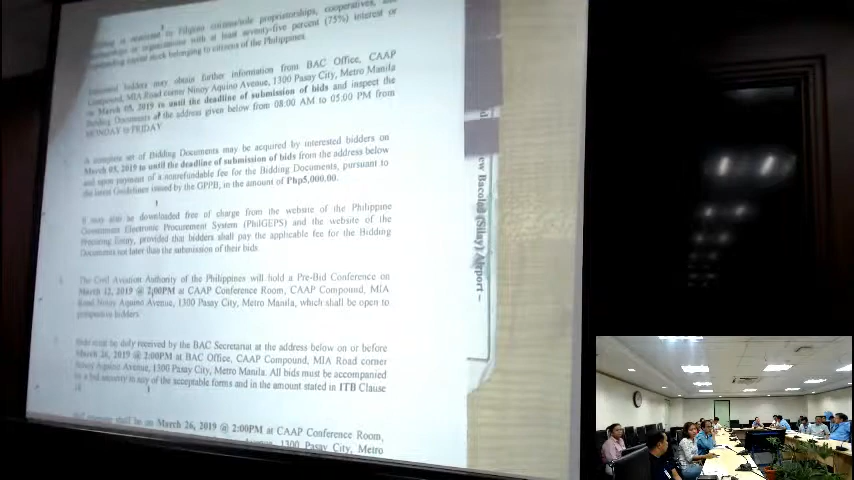 is restricted to Filipino citizens/sole proprietorships, cooperatives, and
or organizations with at least seventy-five percent (75%) interest or
outstanding capital stock belonging to citizens of the Philippines.
Interested bidders may obtain further information from BAC Office, CAAP
Compound, MIA Road corner Ninoy Aquino Avenue, 1300 Pasay City, Metro Manila
on March 05, 2019 to until the deadline of submission of bids and inspect the
Bidding Documents at the address given below from 08:00 AM to 05:00 PM from
MONDAY to FRIDAY
A complete set of Bidding Documents may be acquired by interested bidders on
March 05, 2019 to until the deadline of submission of bids from the address below
and upon payment of a nonrefundable fee for the Bidding Documents, pursuant to
the latest Guidelines issued by the GPPB, in the amount of Php5,000.00.
It may also be downloaded free of charge from the website of the Philippine
Government Electronic Procurement System (PhilGEPS) and the website of the
Procuring Entity, provided that bidders shall pay the applicable fee for the Bidding
Documents not later than the submission of their bids.
The Civil Aviation Authority of the Philippines will hold a Pre-Bid Conference on
March 12, 2019 @ 2:00PM at CAAP Conference Room, CAAP Compound, MIA
Road Ninoy Aquino Avenue, 1300 Pasay City, Metro Manila, which shall be open to
prospective bidders.
Bids must be duly received by the BAC Secretariat at the address below on or before
March 26, 2019 @ 2:00PM at BAC Office, CAAP Compound, MIA Road corner
Ninoy Aquino Avenue, 1300 Pasay City, Metro Manila. All bids must be accompanied
by a bid security in any of the acceptable forms and in the amount stated in ITB Clause
18.
Bid opening shall be on March 26, 2019 @ 2:00PM at CAAP Conference Room,
Avenue, 1300 Pasay City, Metro
ew Bacolod (Silay) Airport –